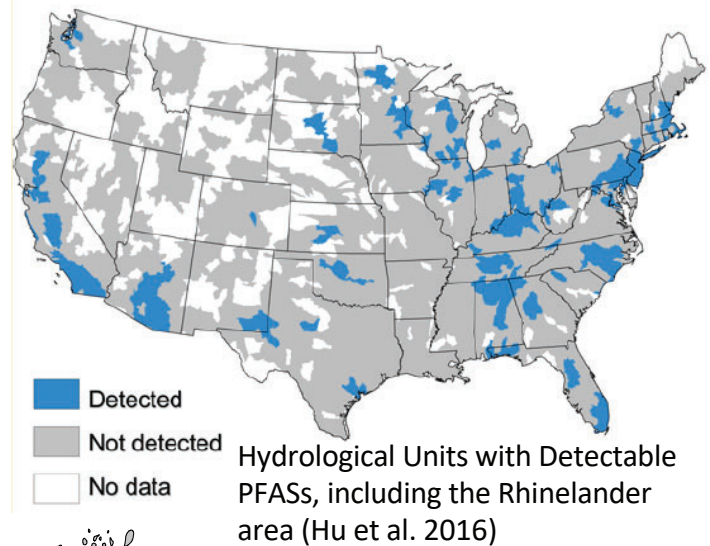 Detected
Not detected
No data
Hydrological Units with Detectable
PFASs, including the Rhinelander
area (Hu et al. 2016)